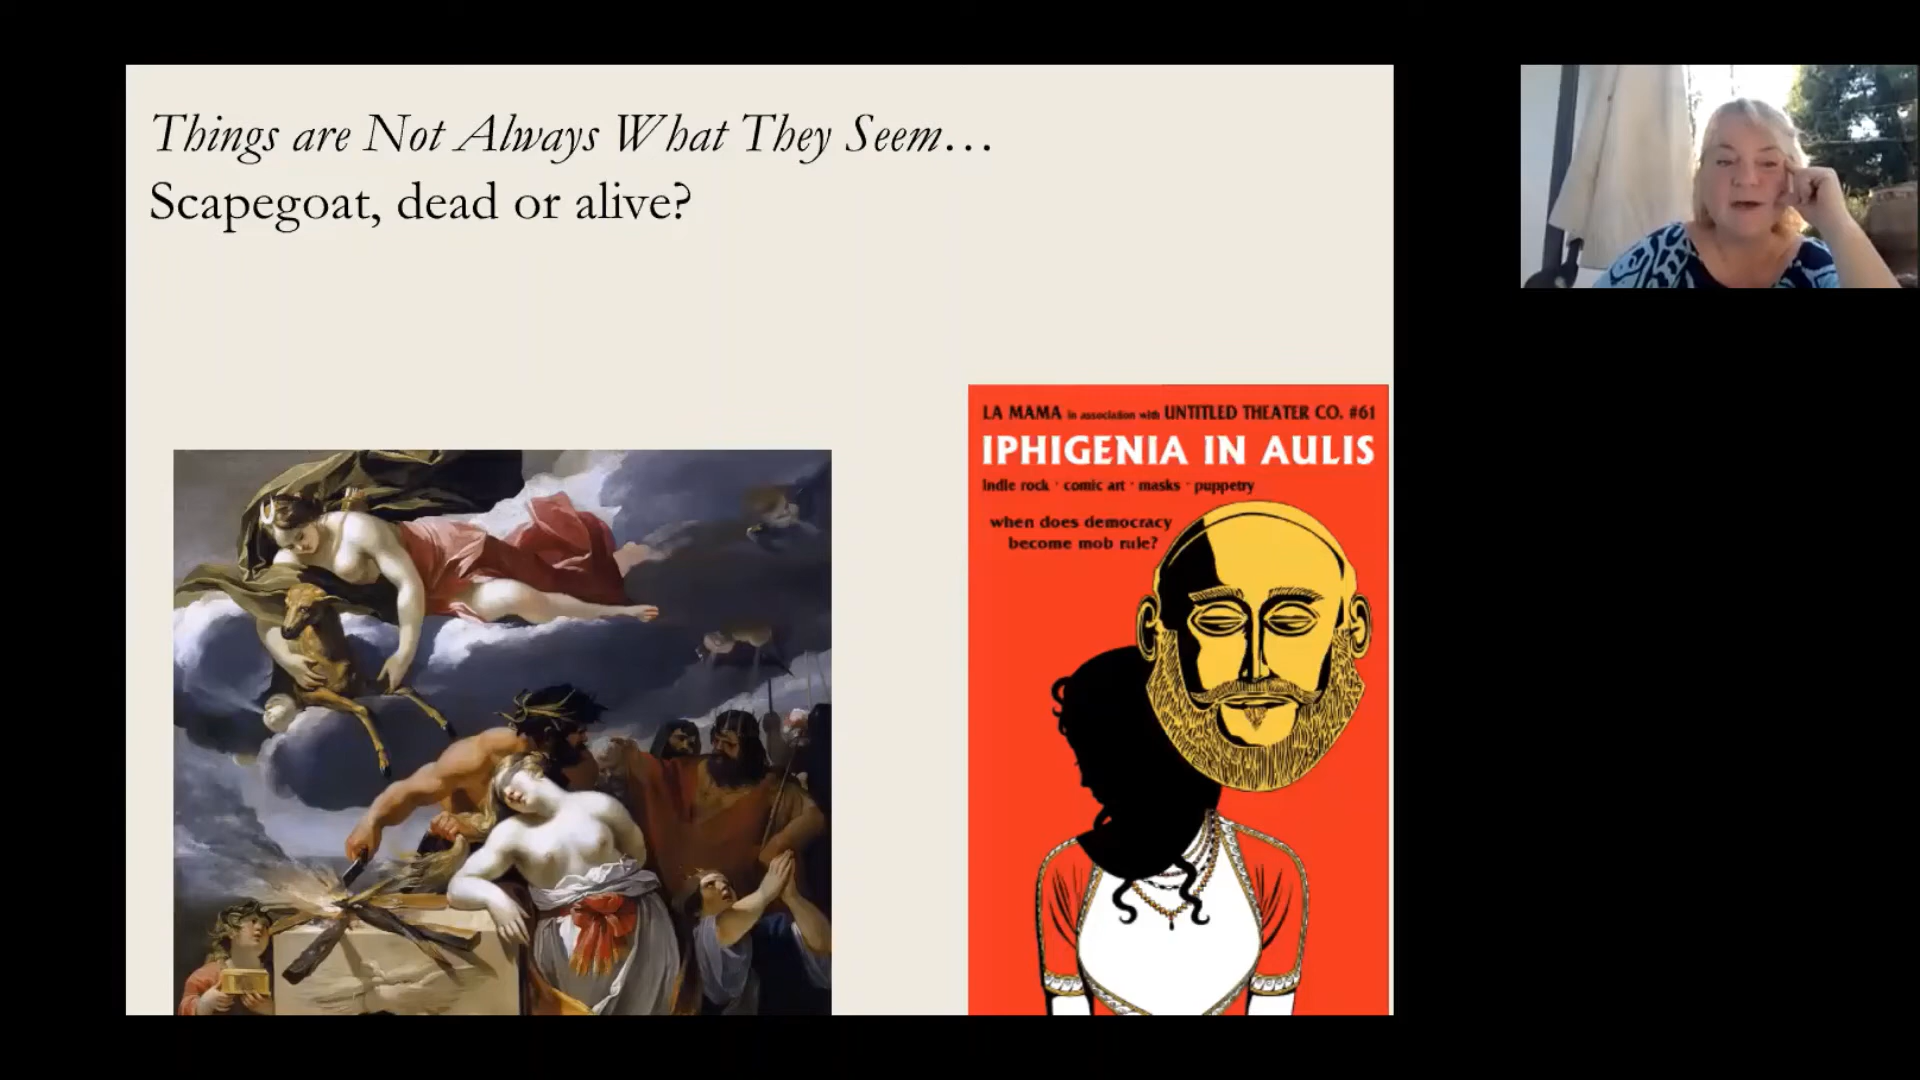 Things are Not Always What They Seem…
Scapegoat, dead or alive?
LA MAMA in association with UNTITLED THEATER CO. #61
IPHIGENIA IN AULIS
indie rock · comic art · masks · puppetry
when does democracy
become mob rule?